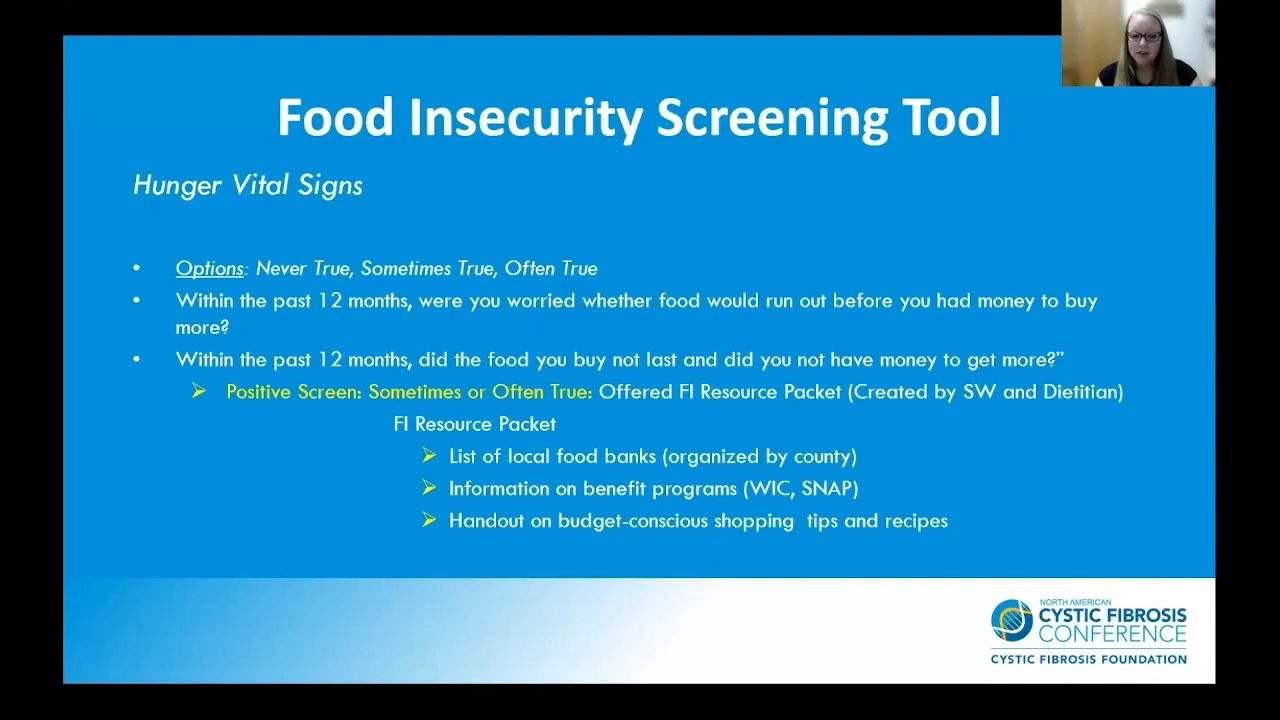 Food Insecurity Screening Tool
Hunger Vital Signs
• Options: Never True, Sometimes True, Often True
• Within the past 12 months, were you worried whether food would run out before you had money to buy
more?
• Within the past 12 months, did the food you buy not last and did you not have money to get more?”
➢ Positive Screen: Sometimes or Often True: Offered FI Resource Packet (Created by SW and Dietitian)
FI Resource Packet
➢ List of local food banks (organized by county)
➢ Information on benefit programs (WIC, SNAP)
➢ Handout on budget-conscious shopping  tips and recipes
NORTH AMERICAN
CYSTIC FIBROSIS
CONFERENCE
CYSTIC FIBROSIS FOUNDATION